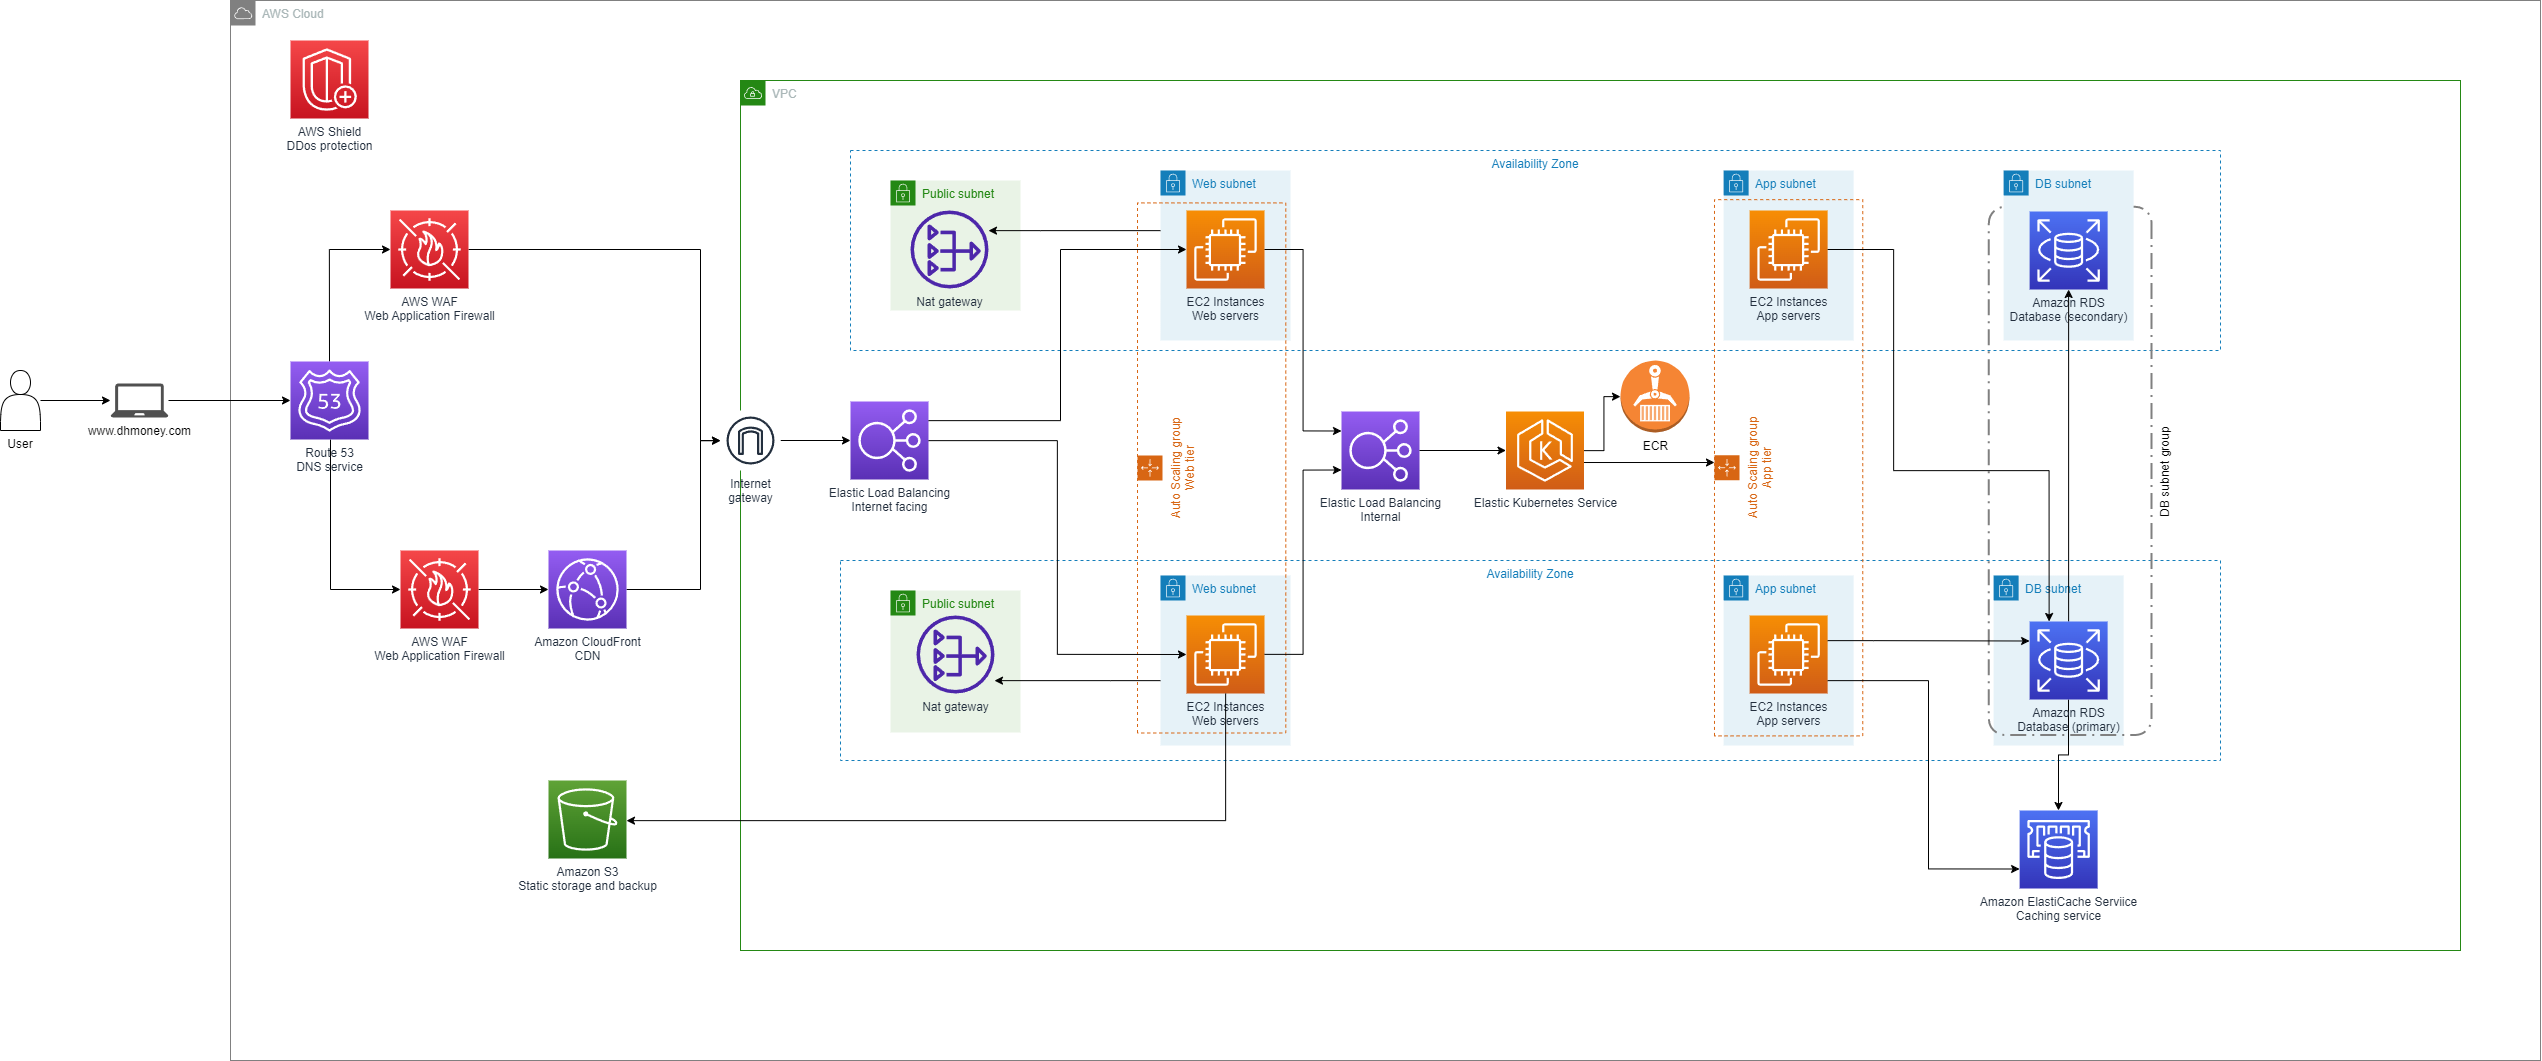 AWS Cloud
AWS Shield
DDos protection
VPC
Availability Zone
Public subnet
Nat gateway
Web subnet
EC2 Instances
Web servers
App subnet
EC2 Instances
App servers
DB subnet
Amazon RDS
Database (secondary)
AWS WAF
Web Application Firewall
User
www.dhmoney.com
53
Route 53
DNS service
Internet
gateway
Elastic Load Balancing
Internet facing
Auto Scaling group
Web tier
Elastic Load Balancing
Internal
K
Elastic Kubernetes Service
ECR
Auto Scaling group
App tier
DB subnet group
AWS WAF
Web Application Firewall
Amazon CloudFront
CDN
Availability Zone
Public subnet
Nat gateway
Web subnet
EC2 Instances
Web servers
App subnet
EC2 Instances
App servers
DB subnet
Amazon RDS
Database (primary)
Amazon S3
Static storage and backup
Amazon ElastiCache Serviice
Caching service